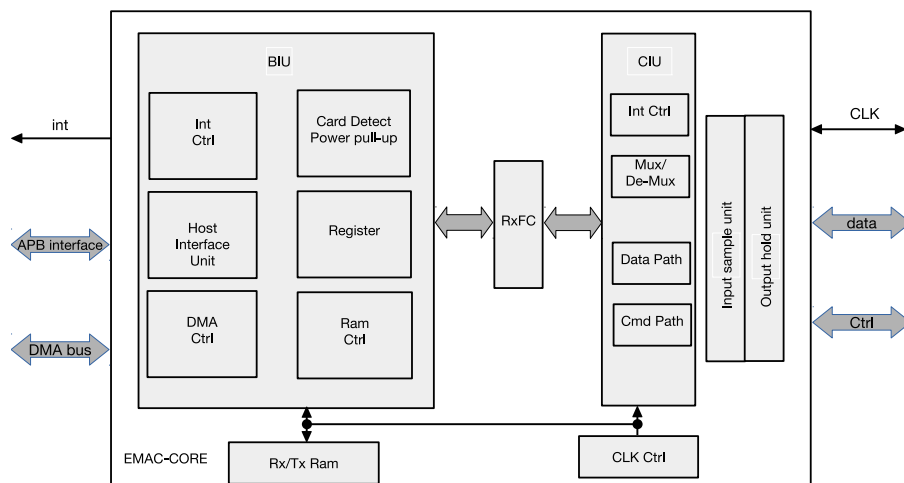 BIU
CIU
Int
Ctrl
Card Detect
Power pull-up
Int Ctrl
int
CLK
Mux/
De-Mux
Host
Interface
Unit
Register
RxFC
Input sample unit
Output hold unit
APB interface
data
Data Path
DMA
Ctrl
Ram
Ctrl
Cmd Path
DMA bus
Ctrl
EMAC-CORE
Rx/Tx Ram
CLK Ctrl